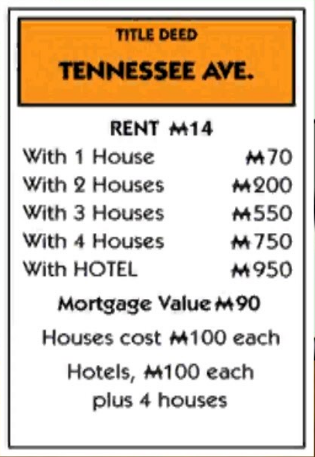 TITLE DEED
TENNESSEE AVE.
RENT ₩14
With 1 House ₩70
With 2 Houses ₩200
With 3 Houses ₩550
With 4 Houses ₩750
With HOTEL ₩950
Mortgage Value ₩90
Houses cost ₩100 each
Hotels, ₩100 each
plus 4 houses